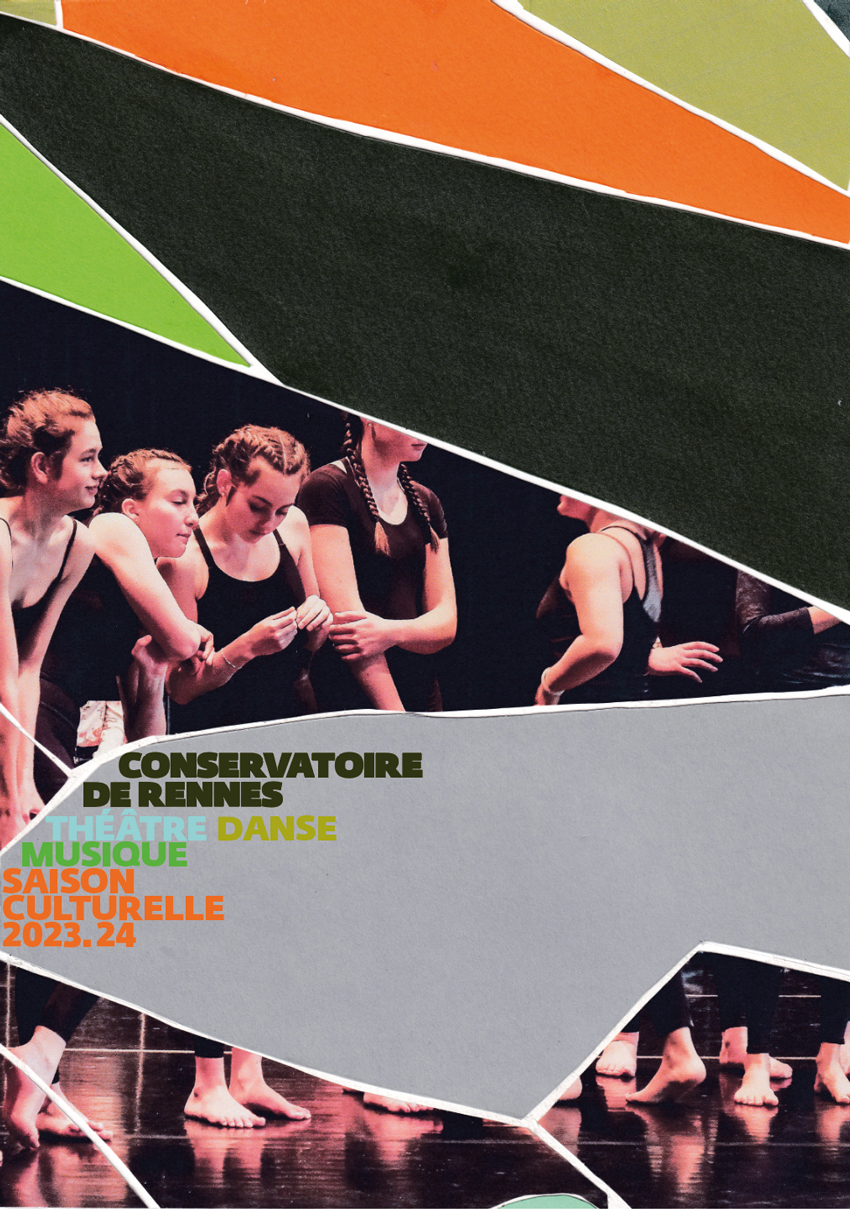 CONSERVATOIRE
DE RENNES
THÉÂTRE DANSE
MUSIQUE
SAISON
CULTURELLE
2023.24